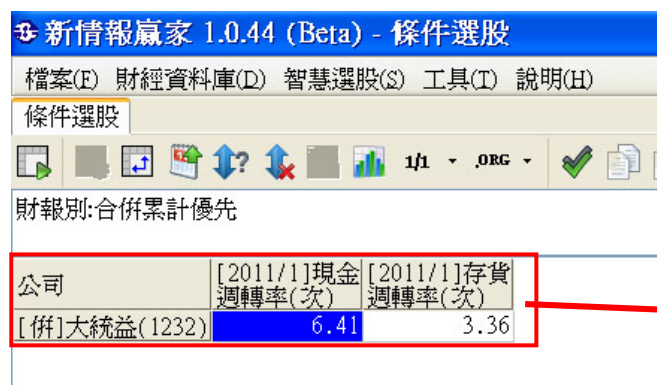 新情報贏家 1.0.44 (Beta) - 條件選股
檔案(F) 財經資料庫(D) 智慧選股(S) 工具(T) 說明(H)
條件選股
1/1 .ORG
財報別:合併累計優先
公司 [2011/1]現金週轉率(次) [2011/1]存貨週轉率(次)
[併]大統益(1232) 6.41 3.36